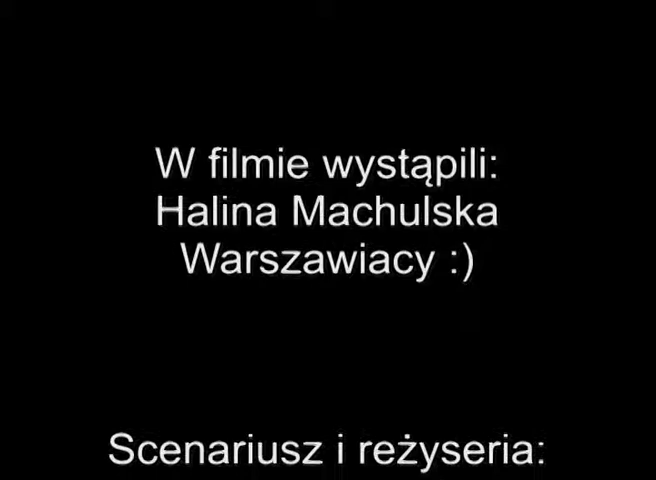 W filmie wystąpili:
Halina Machulska
Warszawiacy :)
Scenariusz i reżyseria: